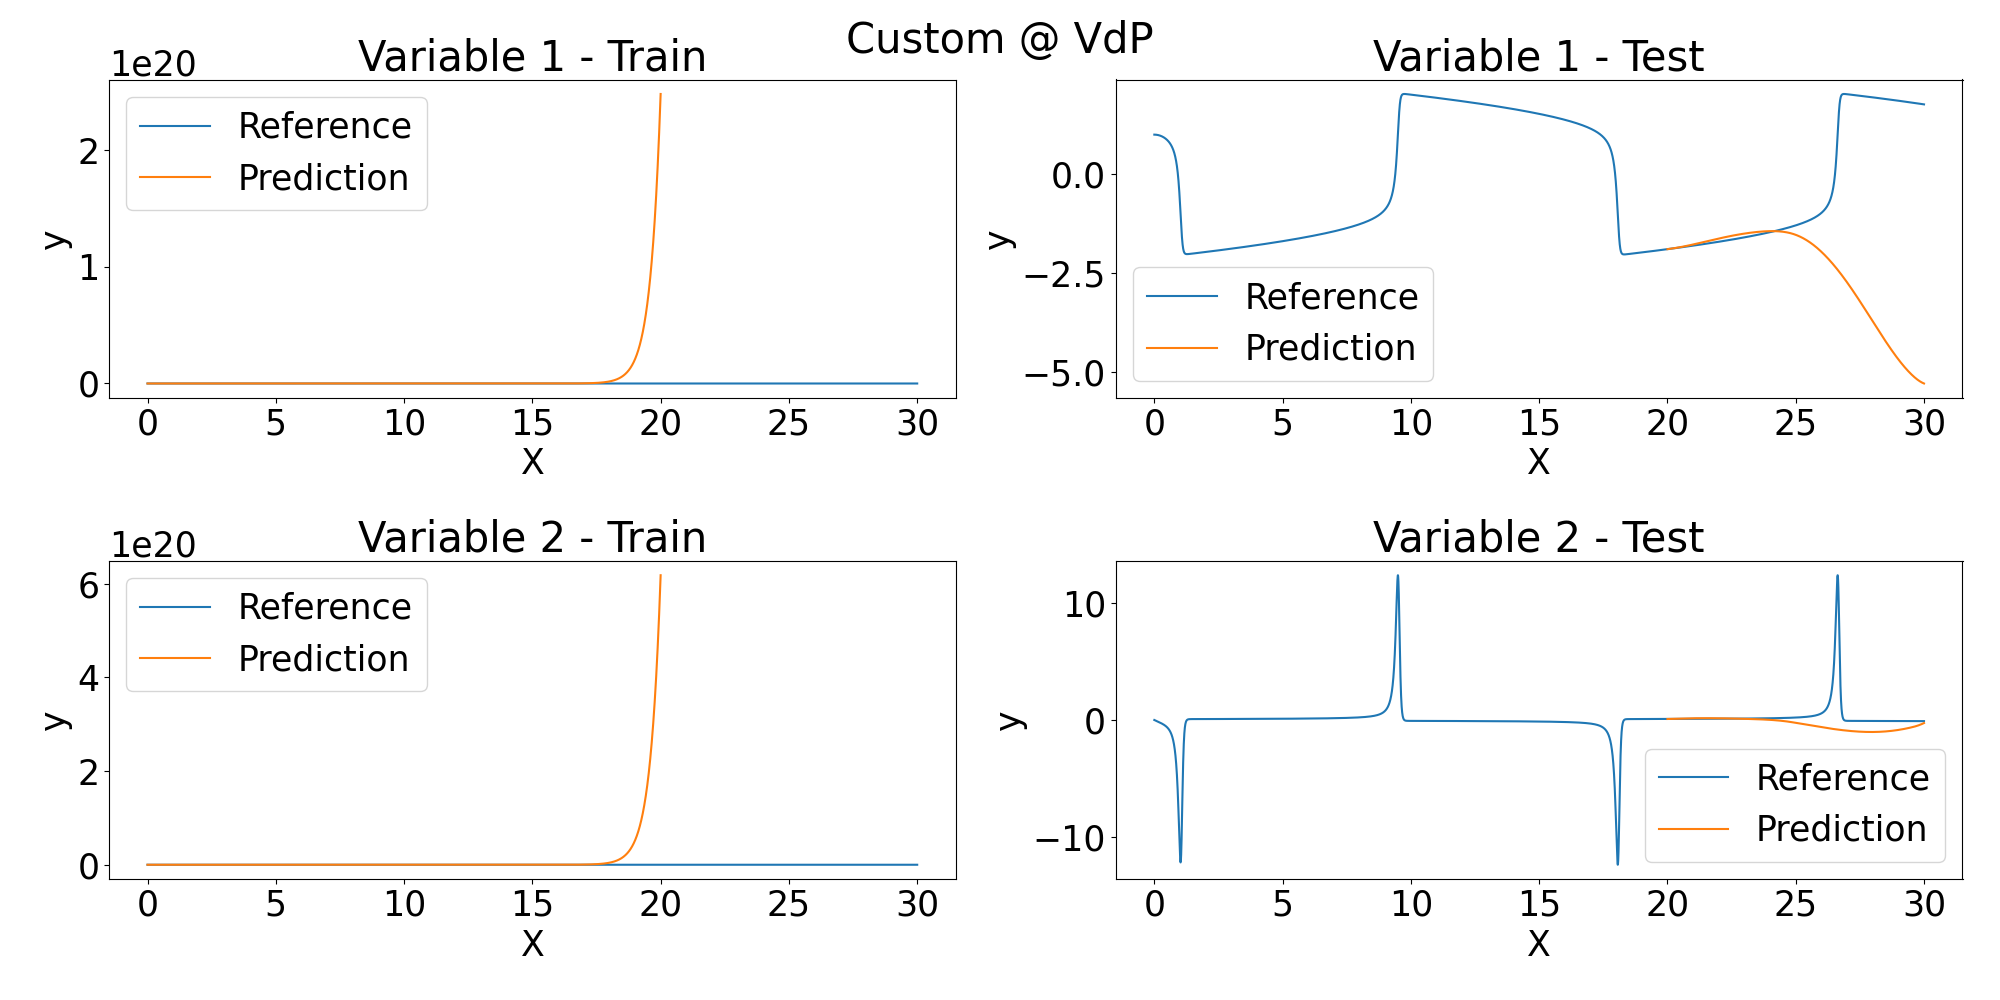 Custom @ VdP
Variable 1 - Train
1e20
2
1
0
y
Reference
Prediction
0 5 10 15 20 25 30
X
Variable 1 - Test
0.0
−2.5
−5.0
y
Reference
Prediction
0 5 10 15 20 25 30
X
Variable 2 - Train
1e20
6
4
2
0
y
Reference
Prediction
0 5 10 15 20 25 30
X
Variable 2 - Test
10
0
−10
y
Reference
Prediction
0 5 10 15 20 25 30
X